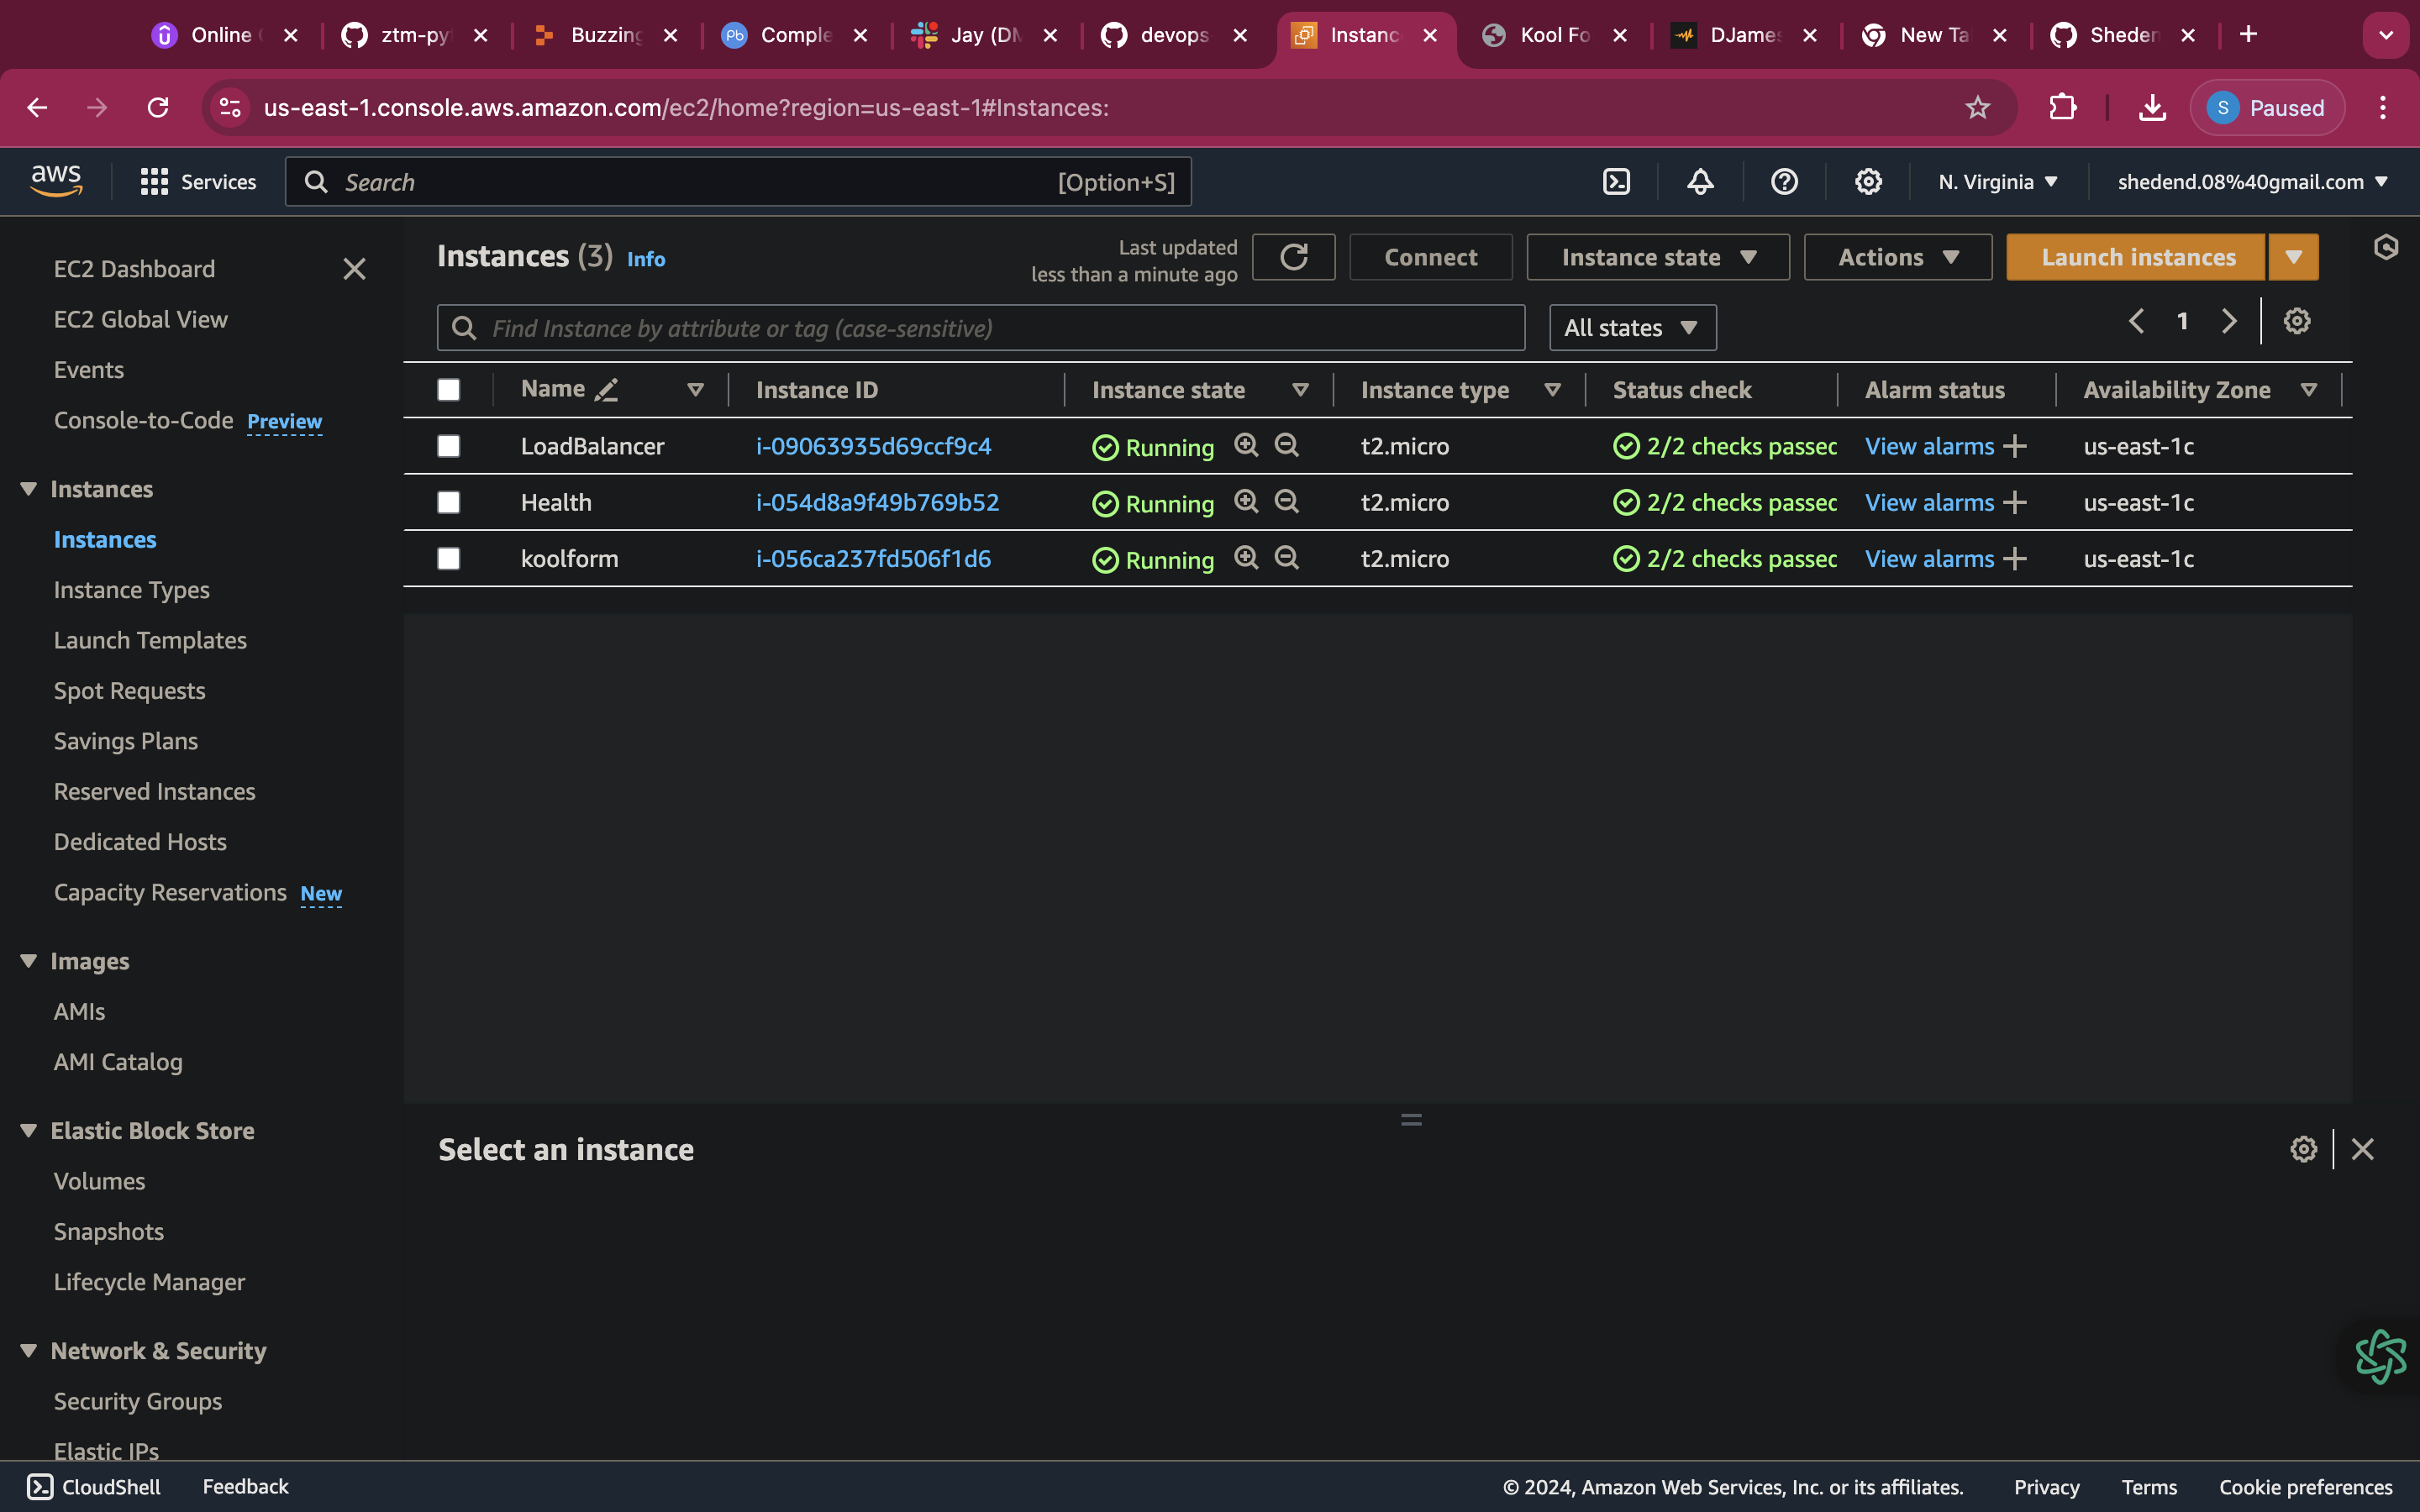 Online
ztm-py
Buzzing
Comple
Jay (DM
devops
Instanc
Kool Fo
DJames
New Ta
Sheden
us-east-1.console.aws.amazon.com/ec2/home?region=us-east-1#Instances:
S Paused
aws
Services
Search
[Option+S]
N. Virginia
shedend.08%40gmail.com
EC2 Dashboard
EC2 Global View
Events
Console-to-Code Preview
Instances
Instances
Instance Types
Launch Templates
Spot Requests
Savings Plans
Reserved Instances
Dedicated Hosts
Capacity Reservations New
Images
AMIs
AMI Catalog
Elastic Block Store
Volumes
Snapshots
Lifecycle Manager
Network & Security
Security Groups
Elastic IPs
Instances (3) Info
Last updated
less than a minute ago
Connect
Instance state
Actions
Launch instances
Find Instance by attribute or tag (case-sensitive)
All states
1
Name Instance ID Instance state Instance type Status check Alarm status Availability Zone
LoadBalancer i-09063935d69ccf9c4 Running t2.micro 2/2 checks passed View alarms us-east-1c
Health i-054d8a9f49b769b52 Running t2.micro 2/2 checks passed View alarms us-east-1c
koolform i-056ca237fd506f1d6 Running t2.micro 2/2 checks passed View alarms us-east-1c
Select an instance
CloudShell
Feedback
© 2024, Amazon Web Services, Inc. or its affiliates.
Privacy
Terms
Cookie preferences